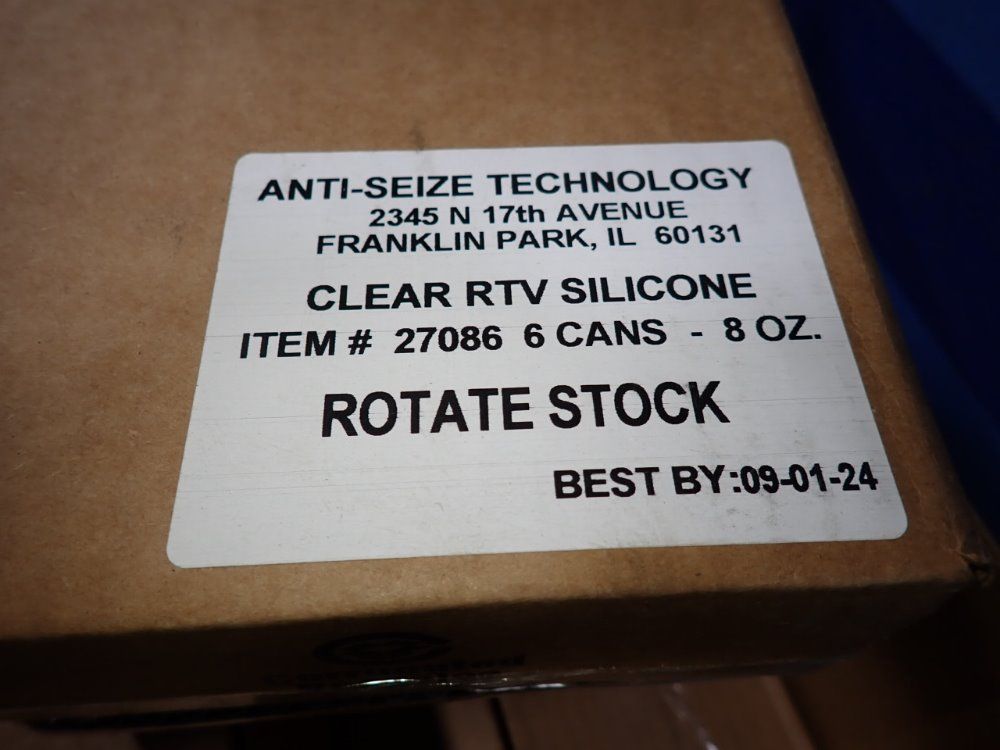 ANTI-SEIZE TECHNOLOGY
2345 N 17th AVENUE
FRANKLIN PARK, IL 60131
CLEAR RTV SILICONE
ITEM # 27086 6 CANS - 8 OZ.
ROTATE STOCK
BEST BY:09-01-24